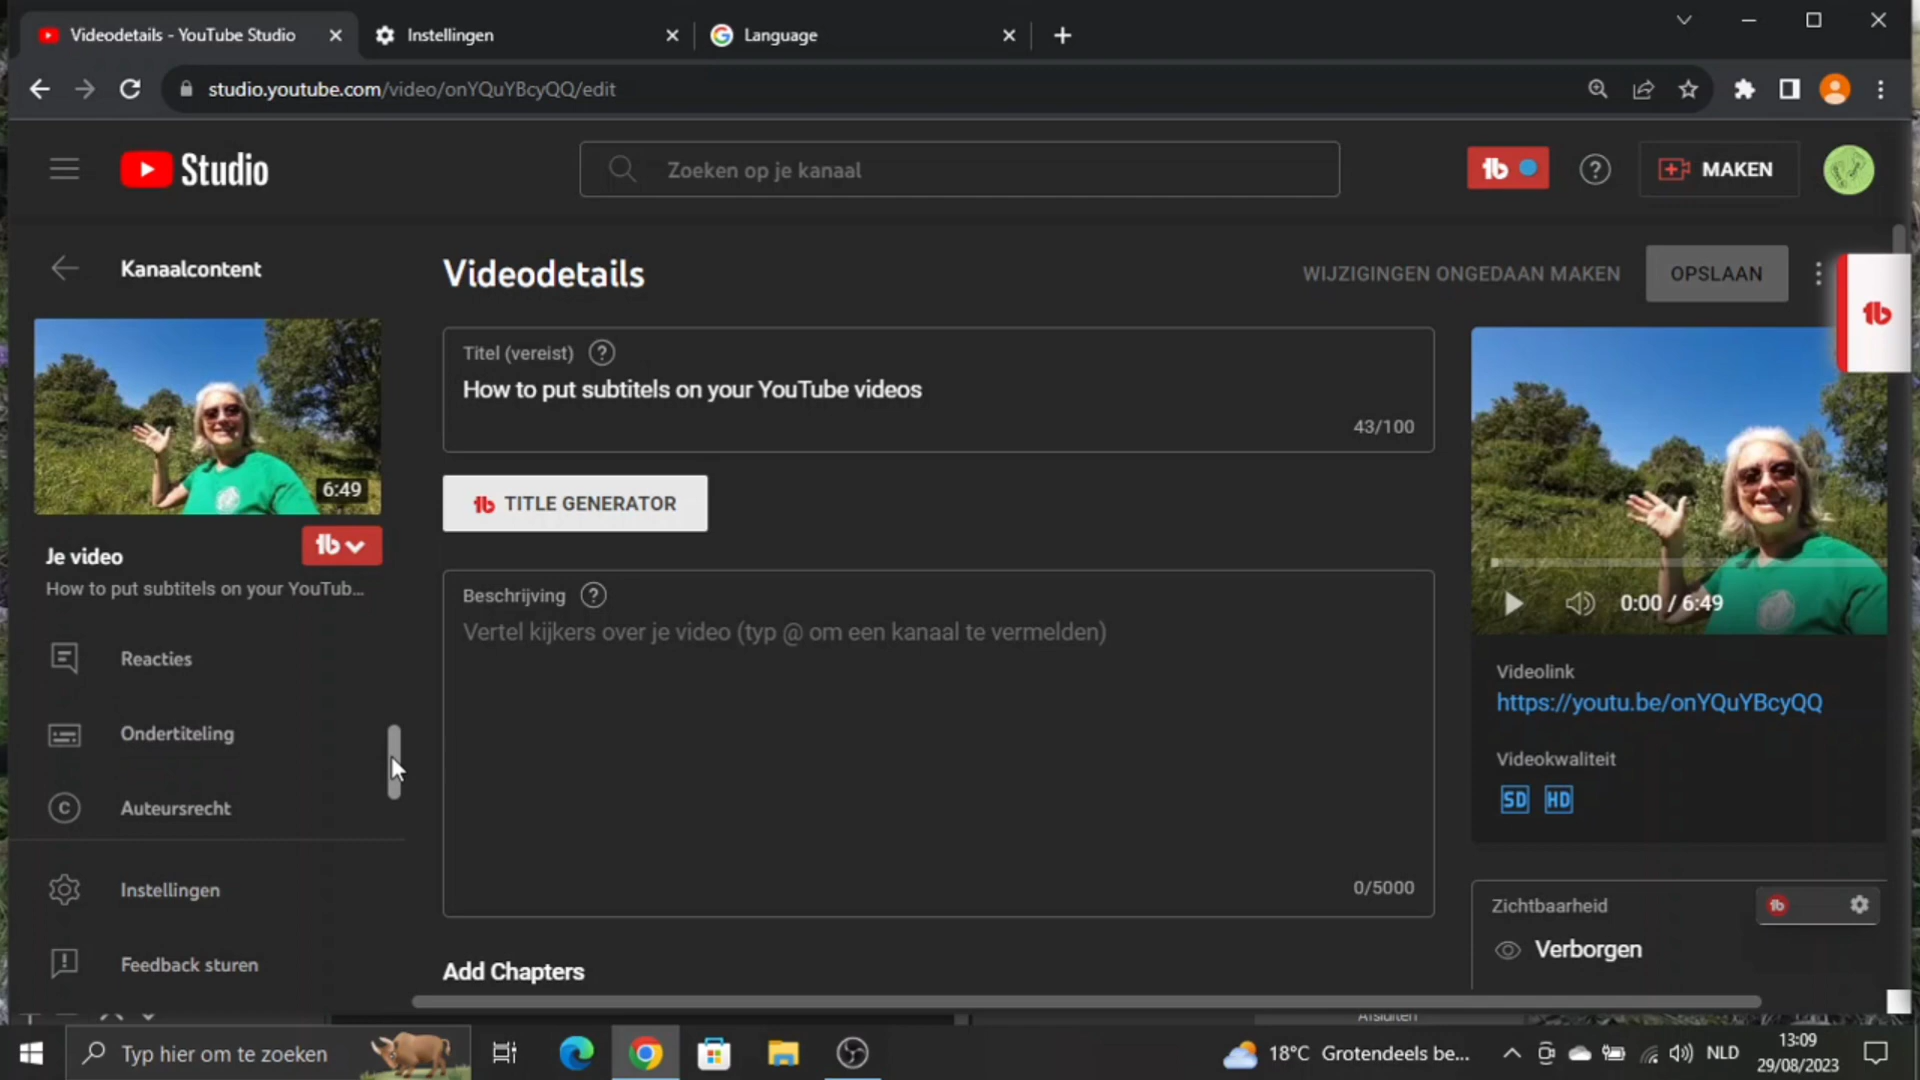 Videodetails - YouTube Studio
Instellingen
Language
studio.youtube.com/video/onYQuYBcyQQ/edit
Studio
Zoeken op je kanaal
MAKEN
Kanaalcontent
Videodetails
WIJZIGINGEN ONGEDAAN MAKEN
OPSLAAN
6:49
Je video
How to put subtitels on your YouTub...
Reacties
Ondertiteling
Auteursrecht
Instellingen
Feedback sturen
Titel (vereist)
How to put subtitels on your YouTube videos
43/100
TITLE GENERATOR
Beschrijving
Vertel kijkers over je video (typ @ om een kanaal te vermelden)
0/5000
Add Chapters
0:00 / 6:49
Videolink
https://youtu.be/onYQuYBcyQQ
Videokwaliteit
SD HD
Zichtbaarheid
Verborgen
Afsluiten
Typ hier om te zoeken
18°C Grotendeels be...
NLD
13:09
29/08/2023